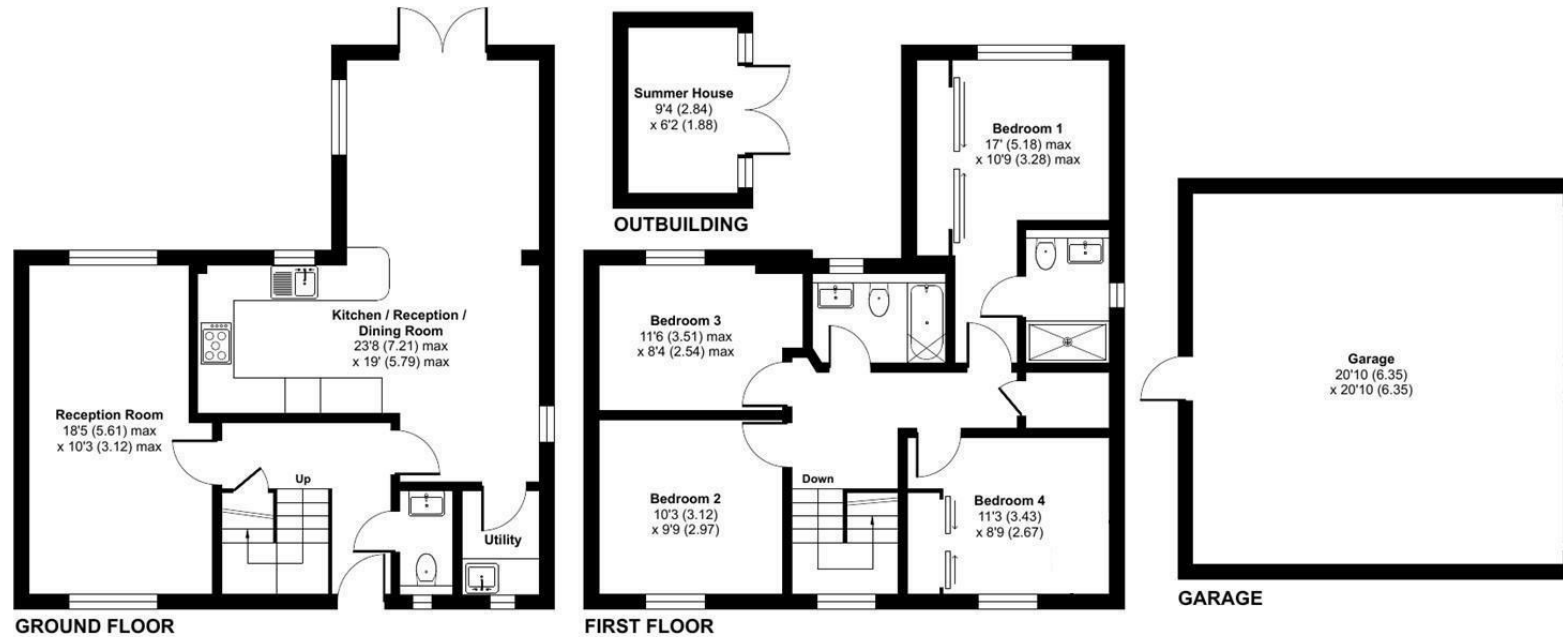 Kitchen / Reception /
Dining Room
23'8 (7.21) max
x 19' (5.79) max
Reception Room
18'5 (5.61) max
x 10'3 (3.12) max
Up
Utility
GROUND FLOOR
Summer House
9'4 (2.84)
x 6'2 (1.88)
OUTBUILDING
Bedroom 1
17' (5.18) max
x 10'9 (3.28) max
Bedroom 3
11'6 (3.51) max
x 8'4 (2.54) max
Bedroom 2
10'3 (3.12)
x 9'9 (2.97)
Down
Bedroom 4
11'3 (3.43)
x 8'9 (2.67)
FIRST FLOOR
Garage
20'10 (6.35)
x 20'10 (6.35)
GARAGE